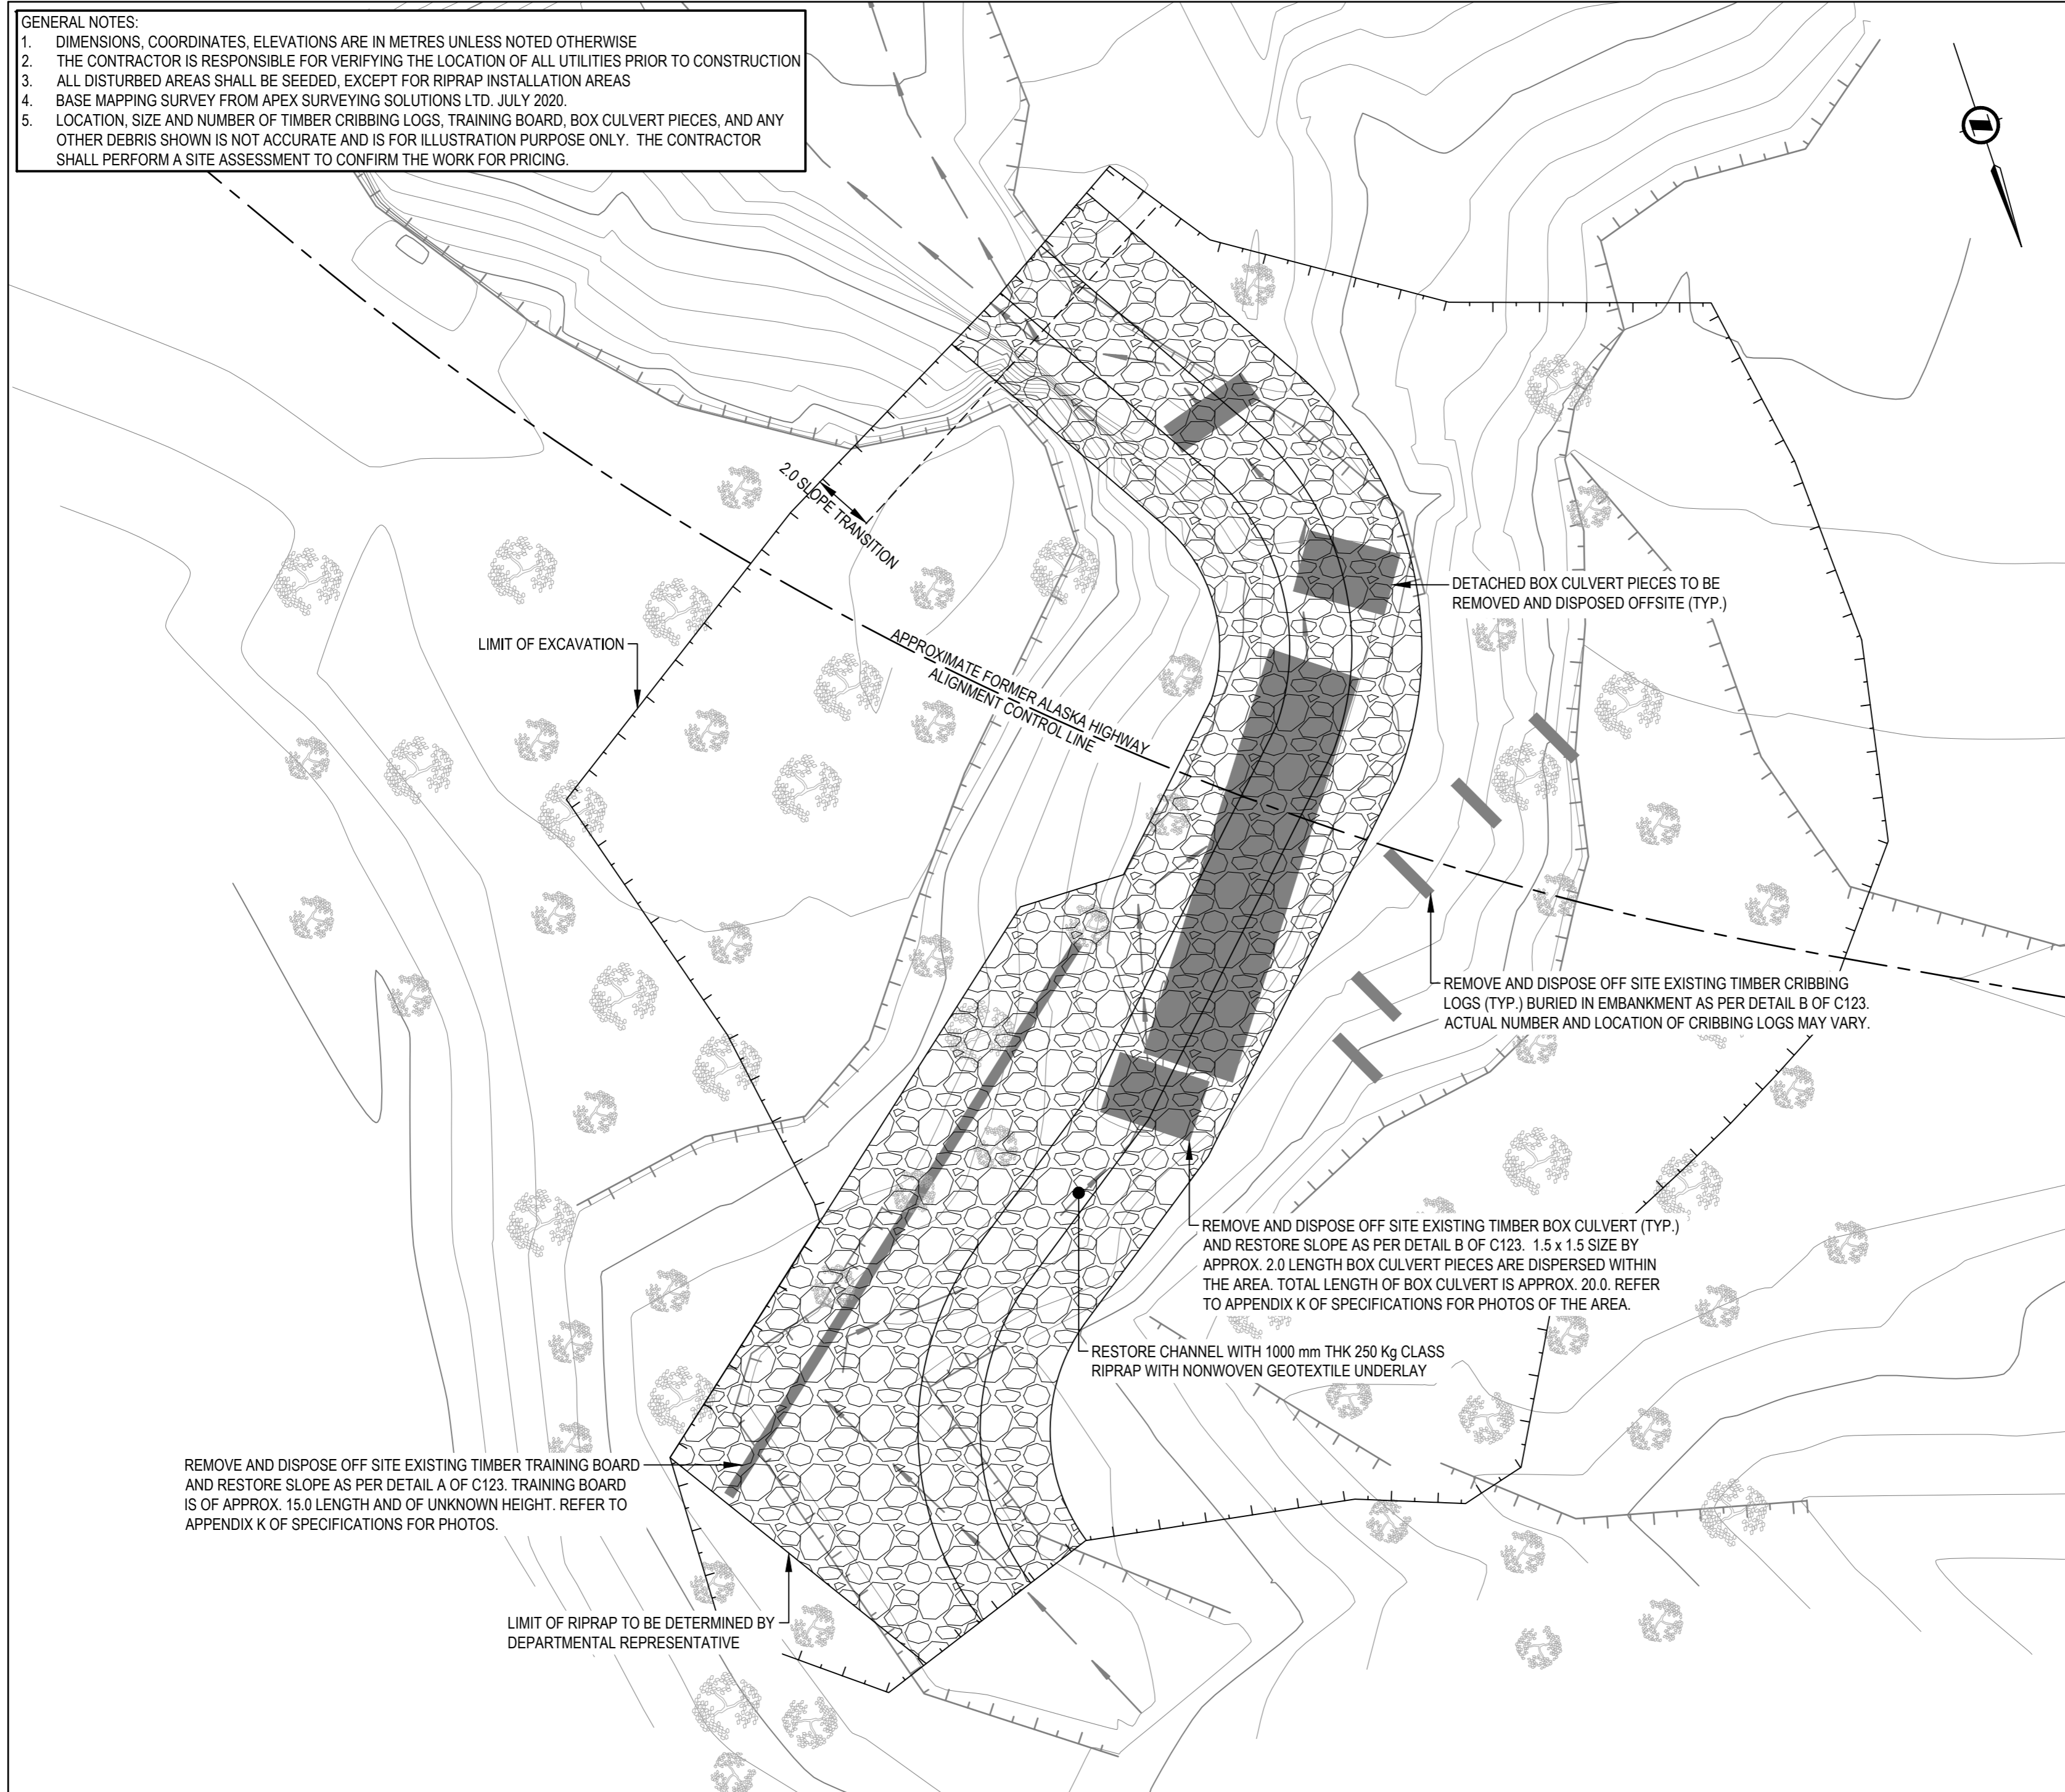 GENERAL NOTES:
1. DIMENSIONS, COORDINATES, ELEVATIONS ARE IN METRES UNLESS NOTED OTHERWISE
2. THE CONTRACTOR IS RESPONSIBLE FOR VERIFYING THE LOCATION OF ALL UTILITIES PRIOR TO CONSTRUCTION
3. ALL DISTURBED AREAS SHALL BE SEEDED, EXCEPT FOR RIPRAP INSTALLATION AREAS
4. BASE MAPPING SURVEY FROM APEX SURVEYING SOLUTIONS LTD. JULY 2020.
5. LOCATION, SIZE AND NUMBER OF TIMBER CRIBBING LOGS, TRAINING BOARD, BOX CULVERT PIECES, AND ANY
OTHER DEBRIS SHOWN IS NOT ACCURATE AND IS FOR ILLUSTRATION PURPOSE ONLY. THE CONTRACTOR
SHALL PERFORM A SITE ASSESSMENT TO CONFIRM THE WORK FOR PRICING.
2.0 SLOPE TRANSITION
DETACHED BOX CULVERT PIECES TO BE
REMOVED AND DISPOSED OFFSITE (TYP.)
LIMIT OF EXCAVATION
APPROXIMATE FORMER ALASKA HIGHWAY
ALIGNMENT CONTROL LINE
REMOVE AND DISPOSE OFF SITE EXISTING TIMBER CRIBBING
LOGS (TYP.) BURIED IN EMBANKMENT AS PER DETAIL B OF C123.
ACTUAL NUMBER AND LOCATION OF CRIBBING LOGS MAY VARY.
REMOVE AND DISPOSE OFF SITE EXISTING TIMBER BOX CULVERT (TYP.)
AND RESTORE SLOPE AS PER DETAIL B OF C123. 1.5 x 1.5 SIZE BY
APPROX. 2.0 LENGTH BOX CULVERT PIECES ARE DISPERSED WITHIN
THE AREA. TOTAL LENGTH OF BOX CULVERT IS APPROX. 20.0. REFER
TO APPENDIX K OF SPECIFICATIONS FOR PHOTOS OF THE AREA.
RESTORE CHANNEL WITH 1000 mm THK 250 Kg CLASS
RIPRAP WITH NONWOVEN GEOTEXTILE UNDERLAY
REMOVE AND DISPOSE OFF SITE EXISTING TIMBER TRAINING BOARD
AND RESTORE SLOPE AS PER DETAIL A OF C123. TRAINING BOARD
IS OF APPROX. 15.0 LENGTH AND OF UNKNOWN HEIGHT. REFER TO
APPENDIX K OF SPECIFICATIONS FOR PHOTOS.
LIMIT OF RIPRAP TO BE DETERMINED BY
DEPARTMENTAL REPRESENTATIVE